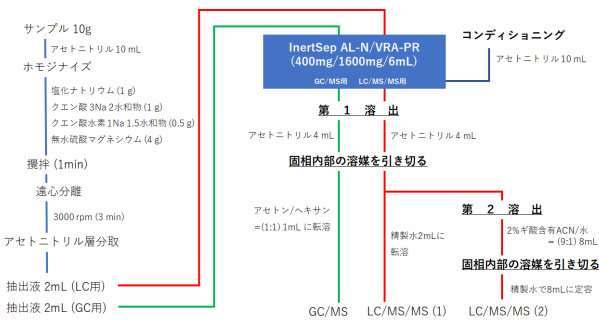 サンプル 10g
アセトニトリル 10 mL
ホモジナイズ
塩化ナトリウム (1 g)
クエン酸 3Na 2水和物 (1 g)
クエン酸水素 1Na 1.5水和物 (0.5 g)
無水硫酸マグネシウム (4 g)
攪拌 (1min)
遠心分離
3000 rpm (3 min)
アセトニトリル層分取
抽出液 2mL (LC用)
抽出液 2mL (GC用)
InertSep AL-N/VRA-PR
(400mg/1600mg/6mL)
GC/MS用 LC/MS/MS用
コンディショニング
アセトニトリル 10 mL
第 1 溶 出
アセトニトリル 4 mL アセトニトリル 4 mL
固相内部の溶媒を引き切る
アセトン/ヘキサン
=(1:1) 1mL に転溶
精製水2mLに
転溶
第 2 溶 出
2%ギ酸含有ACN/水
= (9:1) 8mL
固相内部の溶媒を引き切る
精製水で8mLに定容
GC/MS LC/MS/MS (1) LC/MS/MS (2)